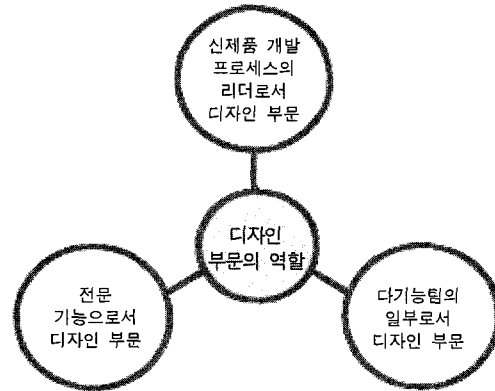 신제품 개발
프로세스의
리더로서
디자인 부문
디자인
부문의 역할
전문
기능으로서
디자인 부문
다기능팀의
일부로서
디자인 부문